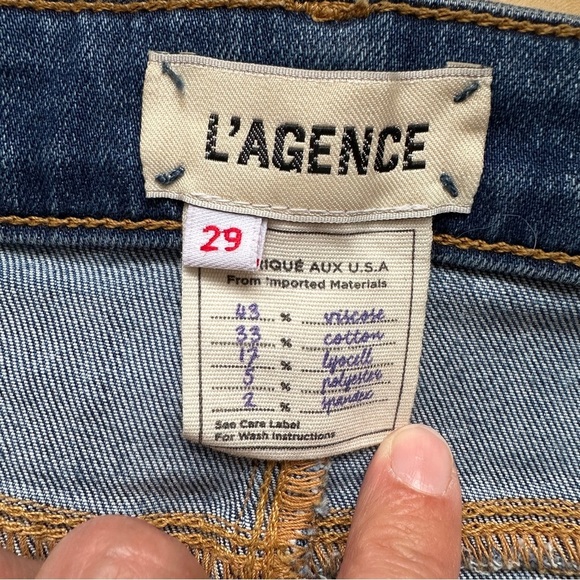 L'AGENCE
29
RIQUÉ AUX U.S.A
From Imported Materials
43 % viscose
33 % cotton
17 % lyocell
5 % polyester
2 % spandex
See Care Label
For Wash Instructions